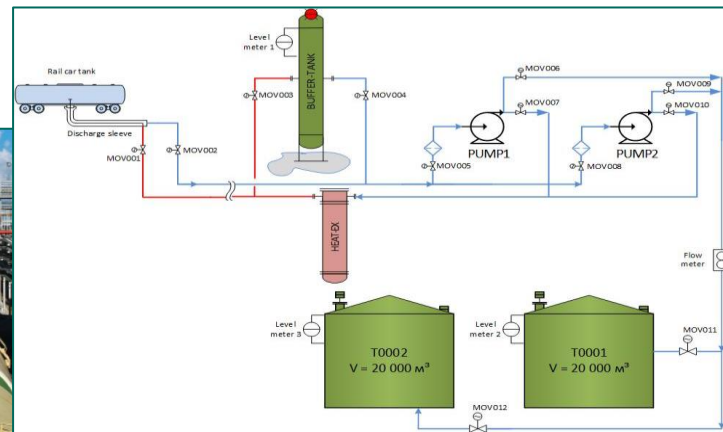 Level
meter 1
Rail car tank
Discharge sleeve
MOV001
MOV002
MOV003
BUFFER-TANK
MOV004
MOV005
PUMP1
MOV006
MOV007
MOV008
PUMP2
MOV009
MOV010
HEAT-EX
Flow
meter
Level
meter 3
T0002
V = 20 000 м³
Level
meter 2
T0001
V = 20 000 м³
MOV011
MOV012